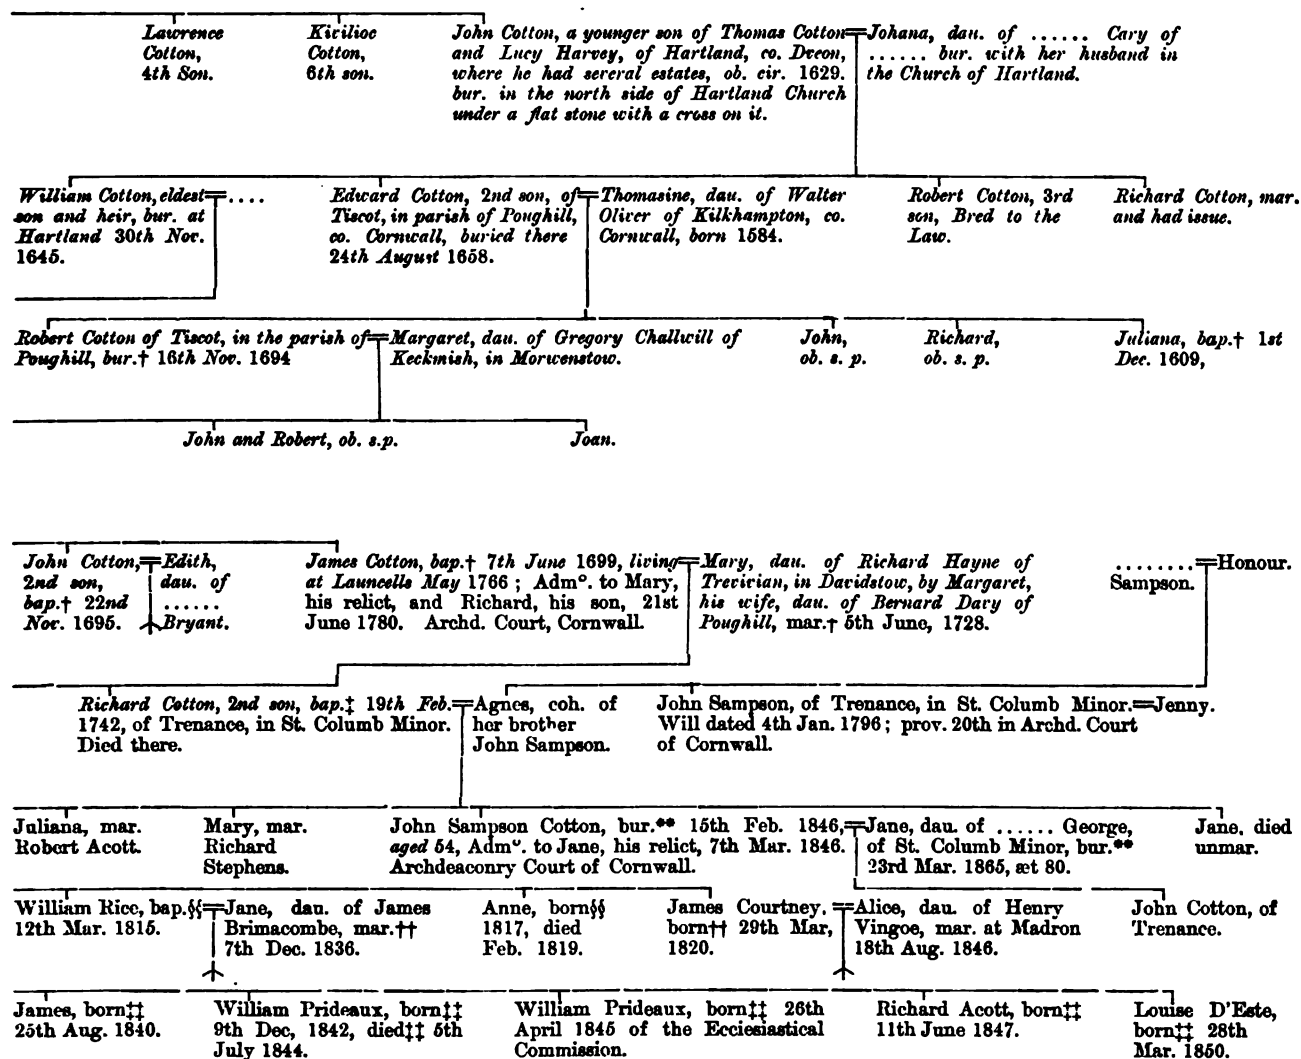 Lawrence
Cotton,
4th Son.
Kirilioc
Cotton,
6th son.
John Cotton, a younger son of Thomas Cotton
and Lucy Harvey, of Hartland, co. Devon,
where he had several estates, ob. cir. 1629.
bur. in the north side of Hartland Church
under a flat stone with a cross on it.
Johana, dau. of ...... Cary of
...... bur. with her husband in
the Church of Hartland.
William Cotton, eldest
son and heir, bur. at
Hartland 30th Nov.
1645.
....
Edward Cotton, 2nd son, of
Tiscot, in parish of Poughill,
co. Cornwall, buried there
24th August 1658.
Thomasine, dau. of Walter
Oliver of Kilkhampton, co.
Cornwall, born 1584.
Robert Cotton, 3rd
son, Bred to the
Law.
Richard Cotton, mar.
and had issue.
Robert Cotton of Tiscot, in the parish of
Poughill, bur.† 16th Nov. 1694
Margaret, dau. of Gregory Challwill of
Keckmish, in Morwenstow.
John,
ob. s. p.
Richard,
ob. s. p.
Juliana, bap.† 1st
Dec. 1609,
John and Robert, ob. s.p.
Joan.
John Cotton,
2nd son,
bap.† 22nd
Nov. 1695.
Edith,
dau. of
......
Bryant.
James Cotton, bap.† 7th June 1699, living
at Launcells May 1766 ; Admº. to Mary,
his relict, and Richard, his son, 21st
June 1780. Archd. Court, Cornwall.
Mary, dau. of Richard Hayne of
Trevivian, in Davidstow, by Margaret,
his wife, dau. of Bernard Davy of
Poughill, mar.† 5th June, 1728.
........
Sampson.
Honour.
Richard Cotton, 2nd son, bap.‡ 19th Feb.
1742, of Trenance, in St. Columb Minor.
Died there.
Agnes, coh. of
her brother
John Sampson.
John Sampson, of Trenance, in St. Columb Minor.
Will dated 4th Jan. 1796 ; prov. 20th in Archd. Court
of Cornwall.
Jenny.
Juliana, mar.
Robert Acott.
Mary, mar.
Richard
Stephens.
John Sampson Cotton, bur.** 15th Feb. 1846,
aged 54, Admº. to Jane, his relict, 7th Mar. 1846.
Archdeaconry Court of Cornwall.
Jane, dau. of ...... George,
of St. Columb Minor, bur.**
23rd Mar. 1865, æt 80.
Jane, died
unmar.
William Rice, bap.§§
12th Mar. 1815.
Jane, dau. of James
Brimacombe, mar.††
7th Dec. 1836.
Anne, born§§
1817, died
Feb. 1819.
James Courtney,
born†† 29th Mar,
1820.
Alice, dau. of Henry
Vingoe, mar. at Madron
18th Aug. 1846.
John Cotton, of
Trenance.
James, born‡‡
25th Aug. 1840.
William Prideaux, born‡‡
9th Dec, 1842, died‡‡ 5th
July 1844.
William Prideaux, born‡‡ 26th
April 1845 of the Ecclesiastical
Commission.
Richard Acott, born‡‡
11th June 1847.
Louise D'Este,
born‡‡ 28th
Mar. 1850.